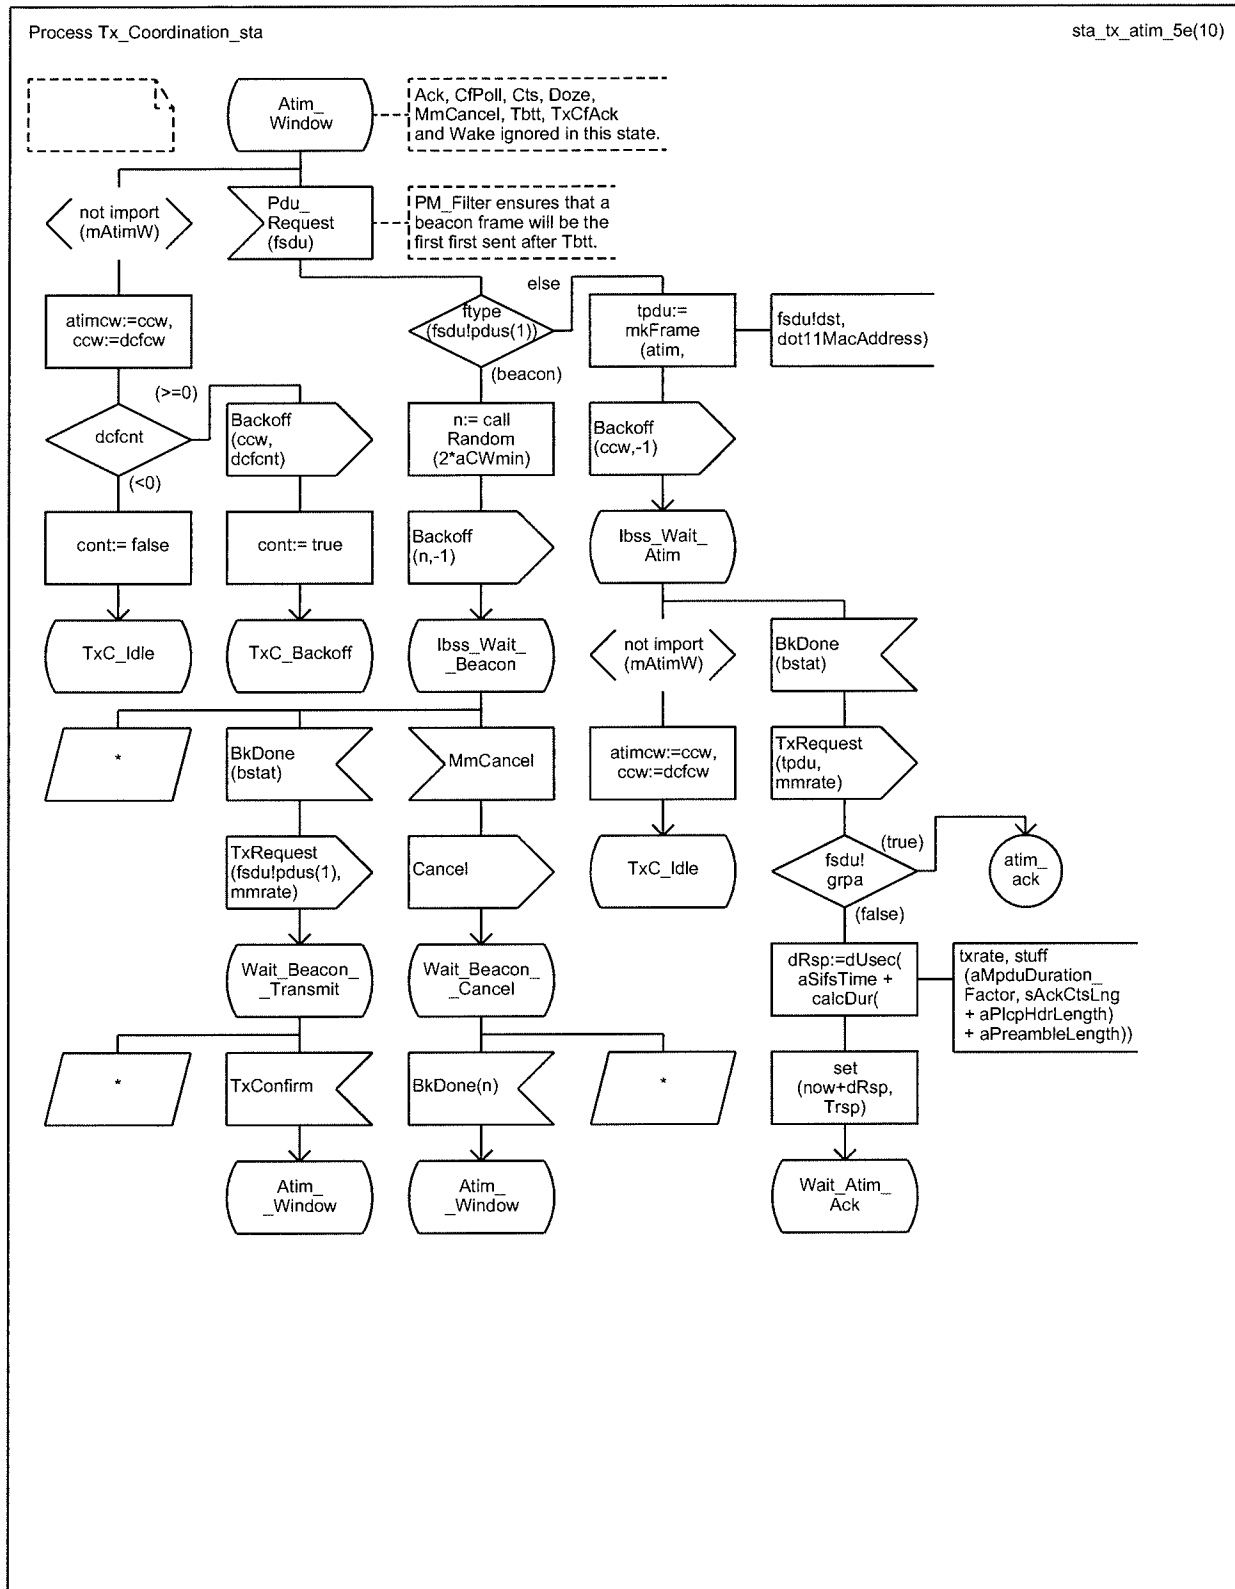 Process Tx_Coordination_sta
sta_tx_atim_5e(10)
Atim_
_Window
Ack, CfPoll, Cts, Doze,
MmCancel, Tbtt, TxCfAck
and Wake ignored in this state.
not import
(mAtimW)
Pdu_
_Request
(fsdu)
PM_Filter ensures that a
beacon frame will be the
first first sent after Tbtt.
atimcw:=ccw,
ccw:=dcfcw
ftype
(fsdu!pdus(1))
else
(beacon)
tpdu:=
mkFrame
(atim,
fsdu!dst,
dot11MacAddress)
dcfcnt
(>=0)
(<0)
Backoff
(ccw,
dcfcnt)
n:= call
Random
(2*aCWmin)
Backoff
(ccw,-1)
cont:= false
cont:= true
Backoff
(n,-1)
Ibss_Wait_
_Atim
TxC_Idle
TxC_Backoff
Ibss_Wait_
_Beacon
not import
(mAtimW)
BkDone
(bstat)
*
BkDone
(bstat)
MmCancel
atimcw:=ccw,
ccw:=dcfcw
TxRequest
(tpdu,
mmrate)
TxRequest
(fsdu!pdus(1),
mmrate)
Cancel
TxC_Idle
fsdu!
grpa
(true)
(false)
atim_
_ack
Wait_Beacon_
_Transmit
Wait_Beacon_
_Cancel
dRsp:=dUsec(
aSifsTime +
calcDur(
txrate, stuff
(aMpduDuration_
_Factor, sAckCtsLng
+ aPlcpHdrLength)
+ aPreambleLength))
*
TxConfirm
BkDone(n)
*
set
(now+dRsp,
Trsp)
Atim_
_Window
Atim_
_Window
Wait_Atim_
_Ack